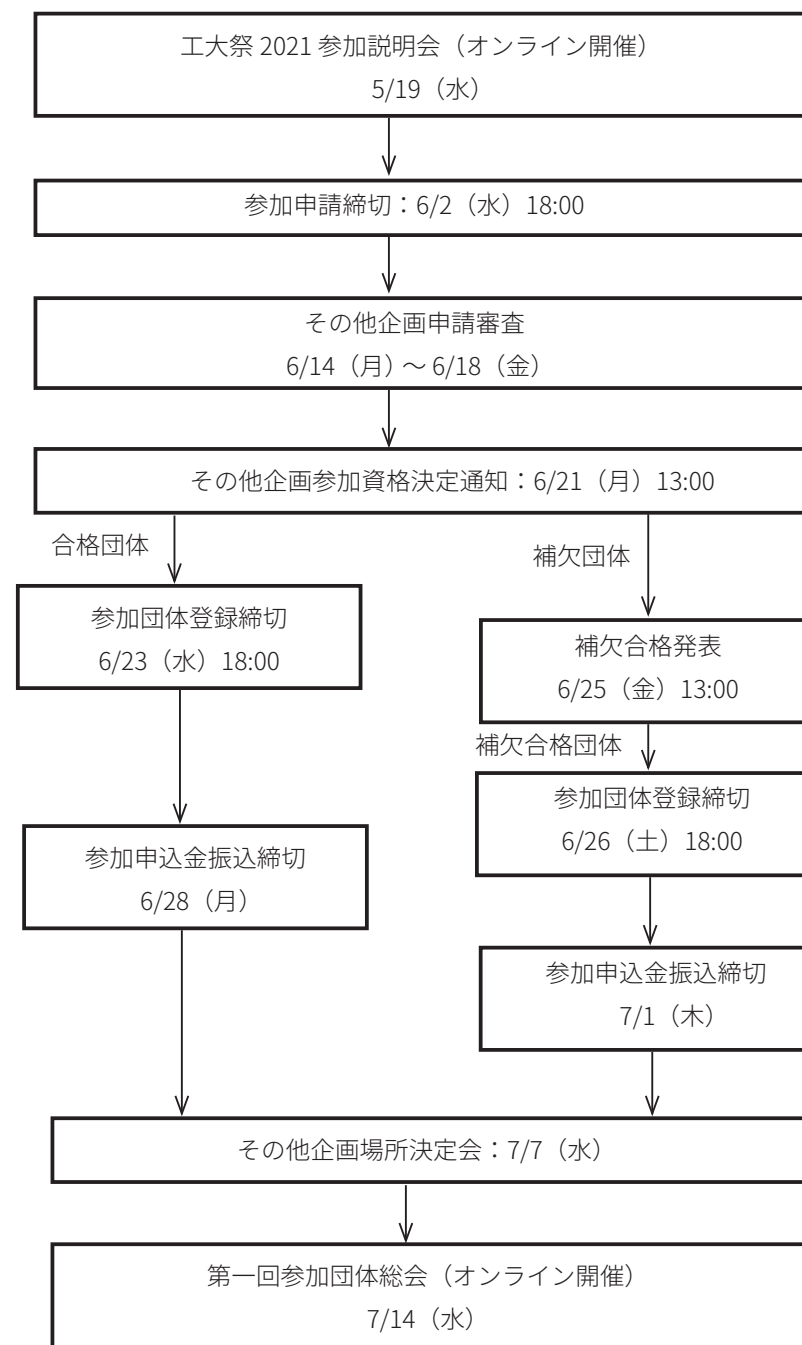 工大祭 2021 参加説明会（オンライン開催）
5/19（水）
参加申請締切：6/2（水）18:00
その他企画申請審査
6/14（月）～ 6/18（金）
その他企画参加資格決定通知：6/21（月）13:00
合格団体
参加団体登録締切
6/23（水）18:00
参加申込金振込締切
6/28（月）
補欠団体
補欠合格発表
6/25（金）13:00
補欠合格団体
参加団体登録締切
6/26（土）18:00
参加申込金振込締切
7/1（木）
その他企画場所決定会：7/7（水）
第一回参加団体総会（オンライン開催）
7/14（水）